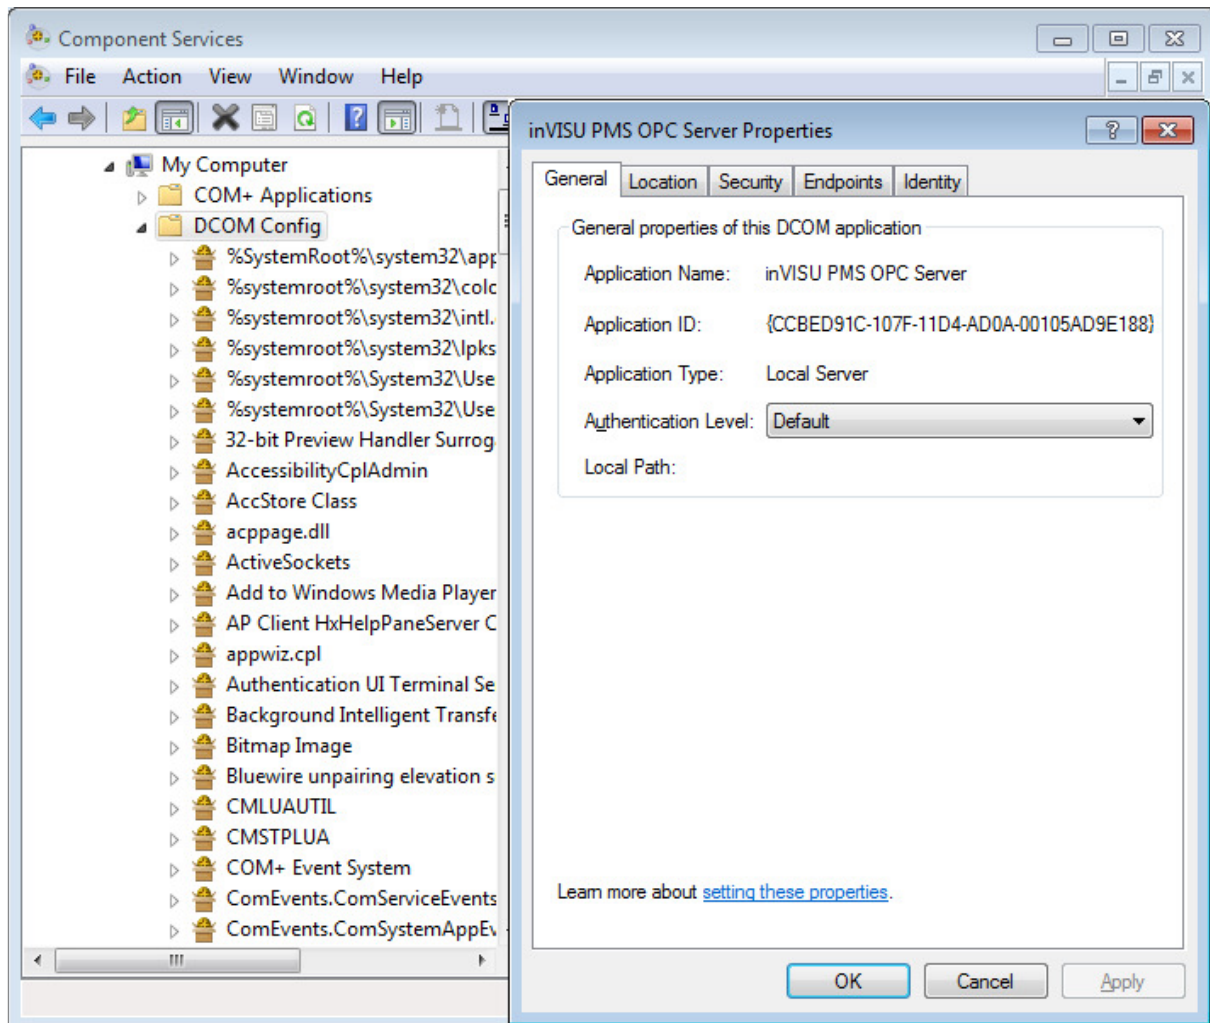 Component Services
File Action View Window Help
My Computer
COM+ Applications
DCOM Config
%SystemRoot%\system32\app
%systemroot%\system32\colc
%systemroot%\system32\intl.
%systemroot%\system32\lpks
%systemroot%\System32\Use
%systemroot%\System32\Use
32-bit Preview Handler Surrog
AccessibilityCplAdmin
AccStore Class
acppage.dll
ActiveSockets
Add to Windows Media Player
AP Client HxHelpPaneServer C
appwiz.cpl
Authentication UI Terminal Se
Background Intelligent Transfe
Bitmap Image
Bluewire unpairing elevation s
CMLUAUTIL
CMSTPLUA
COM+ Event System
ComEvents.ComServiceEvents
ComEvents.ComSystemAppEv
inVISU PMS OPC Server Properties
General Location Security Endpoints Identity
General properties of this DCOM application
Application Name: inVISU PMS OPC Server
Application ID: {CCBED91C-107F-11D4-AD0A-00105AD9E188}
Application Type: Local Server
Authentication Level: Default
Local Path:
Learn more about setting these properties.
OK Cancel Apply